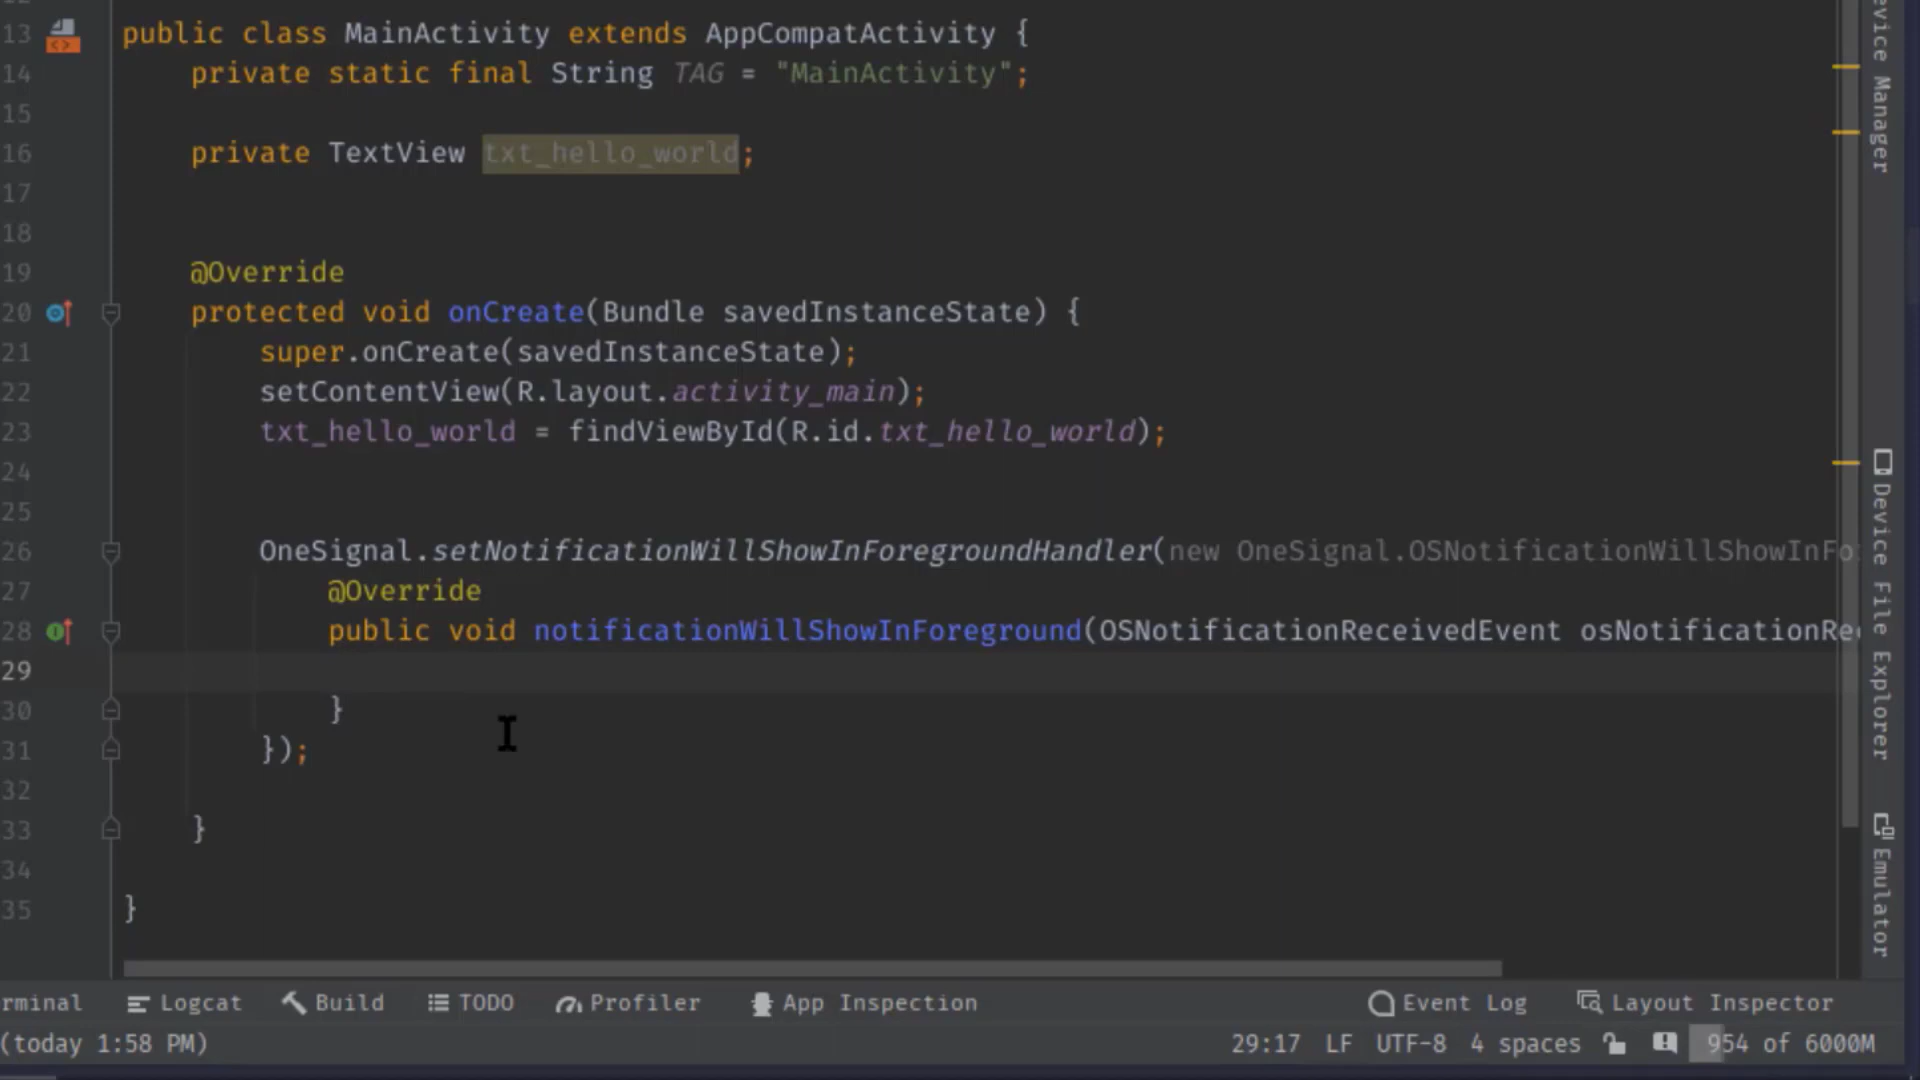 13 public class MainActivity extends AppCompatActivity {
14 private static final String TAG = "MainActivity";
15
16 private TextView txt_hello_world;
17
18
19 @Override
20 protected void onCreate(Bundle savedInstanceState) {
21 super.onCreate(savedInstanceState);
22 setContentView(R.layout.activity_main);
23 txt_hello_world = findViewById(R.id.txt_hello_world);
24
25
26 OneSignal.setNotificationWillShowInForegroundHandler(new OneSignal.OSNotificationWillShowInFo
27 @Override
28 public void notificationWillShowInForeground(OSNotificationReceivedEvent osNotificationRe
29
30 }
31 });
32
33 }
34
35 }
evice Manager
Device File Explorer
Emulator
rminal Logcat Build TODO Profiler App Inspection Event Log Layout Inspector
(today 1:58 PM) 29:17 LF UTF-8 4 spaces 954 of 6000M